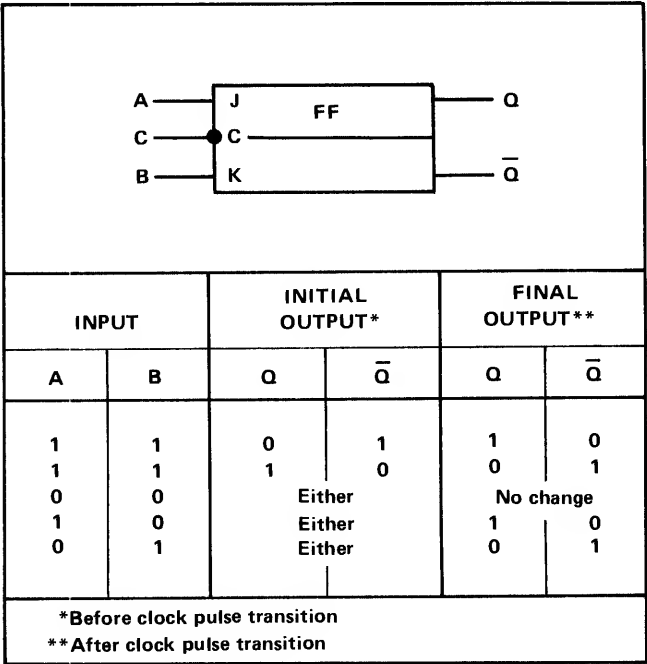 A J FF Q
C C
B K Q̅
INPUT INITIAL OUTPUT* FINAL OUTPUT**
A B Q Q̅ Q Q̅
1 1 0 1 1 0
1 1 1 0 0 1
0 0 Either No change
1 0 Either 1 0
0 1 Either 0 1
*Before clock pulse transition
**After clock pulse transition